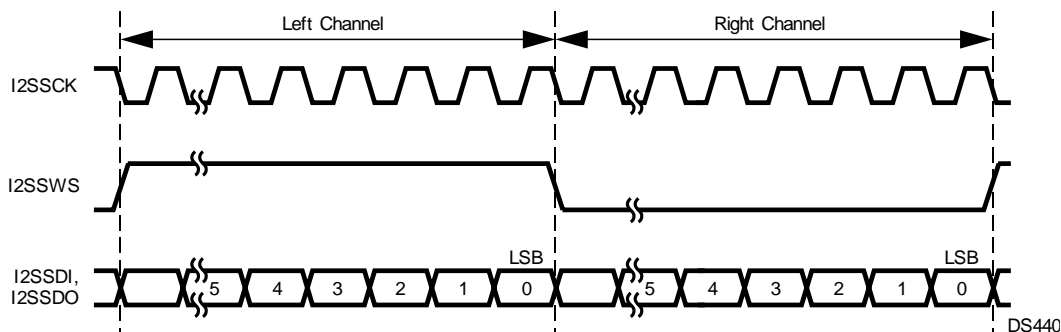 Left Channel Right Channel
I2SSCK
I2SSWS
LSB LSB
I2SSDI,
I2SSDO
5 4 3 2 1 0 5 4 3 2 1 0
DS440